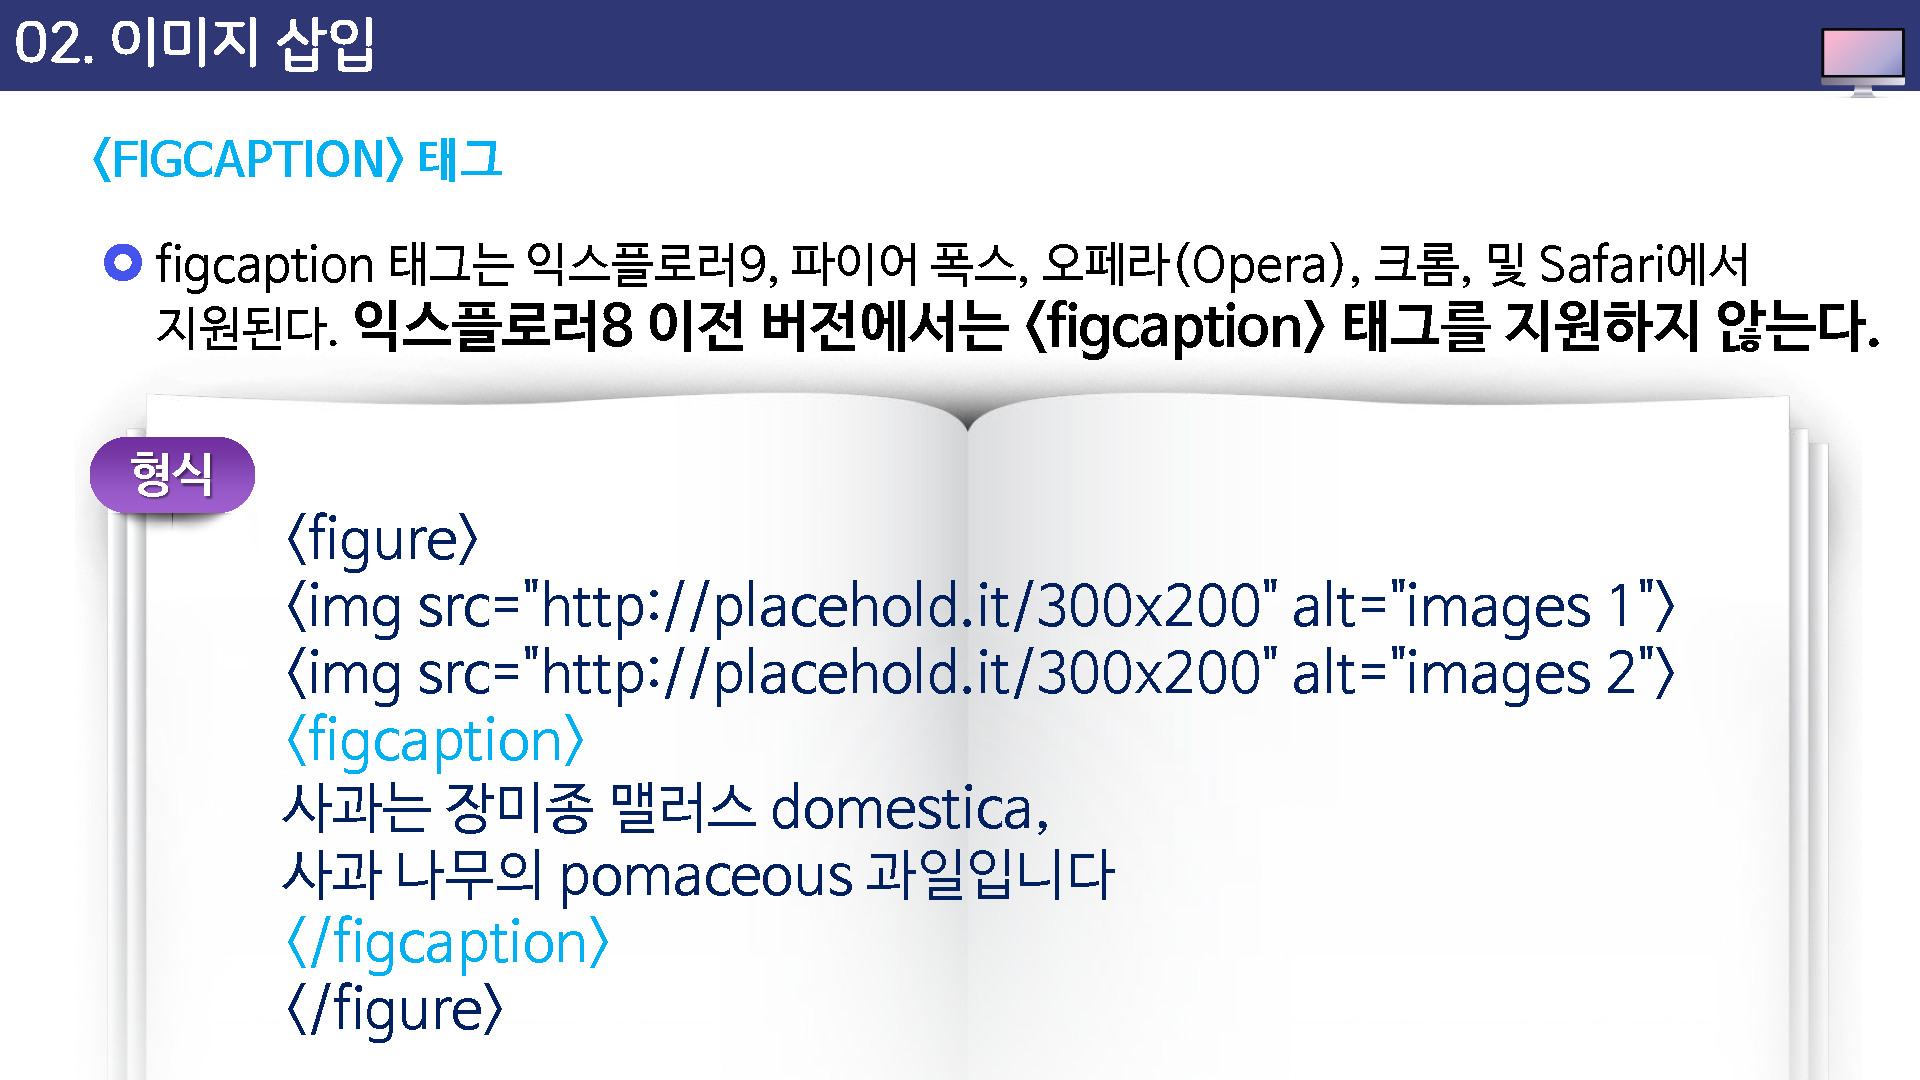 02. 이미지 삽입
<FIGCAPTION> 태그
figcaption 태그는 익스플로러9, 파이어 폭스, 오페라(Opera), 크롬, 및 Safari에서
지원된다. 익스플로러8 이전 버전에서는 <figcaption> 태그를 지원하지 않는다.
형식
<figure>
<img src="http://placehold.it/300x200" alt="images 1">
<img src="http://placehold.it/300x200" alt="images 2">
<figcaption>
사과는 장미종 맬러스 domestica,
사과 나무의 pomaceous 과일입니다
</figcaption>
</figure>